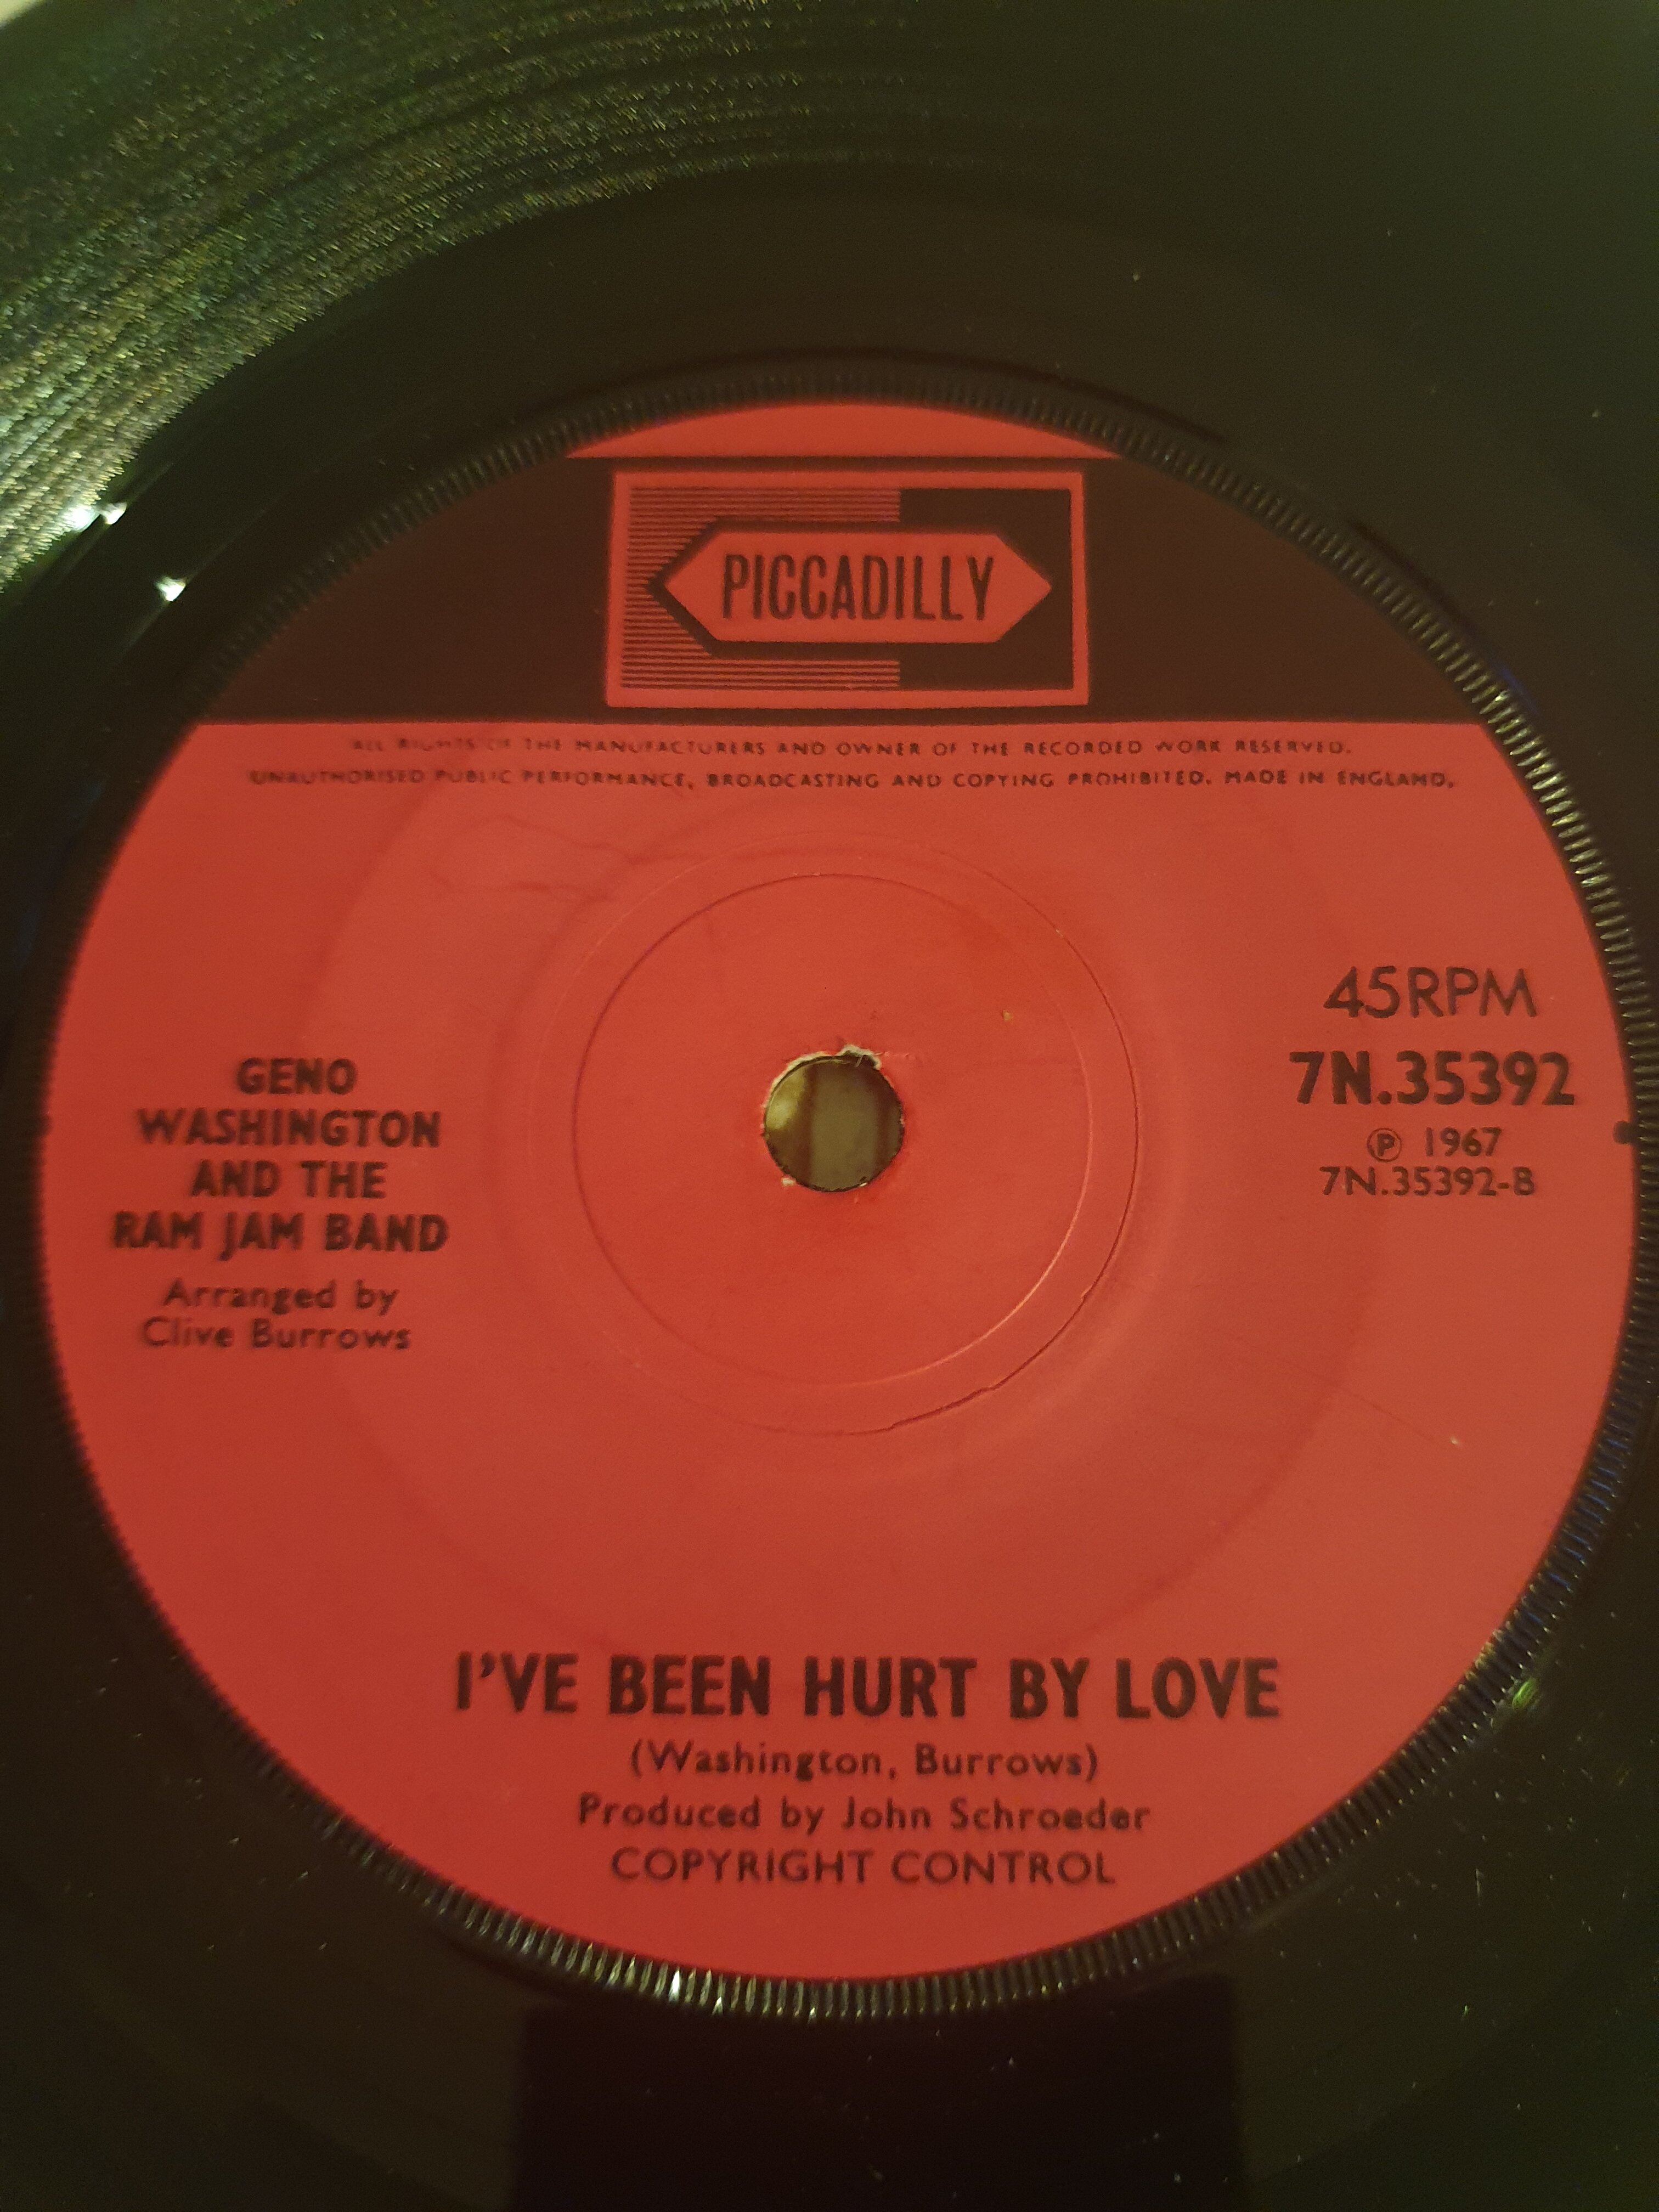 PICCADILLY
ALL RIGHTS OF THE MANUFACTURERS AND OWNER OF THE RECORDED WORK RESERVED.
UNAUTHORISED PUBLIC PERFORMANCE, BROADCASTING AND COPYING PROHIBITED. MADE IN ENGLAND.
45RPM
7N.35392
Ⓟ 1967
7N.35392-B
GENO
WASHINGTON
AND THE
RAM JAM BAND
Arranged by
Clive Burrows
I'VE BEEN HURT BY LOVE
(Washington, Burrows)
Produced by John Schroeder
COPYRIGHT CONTROL